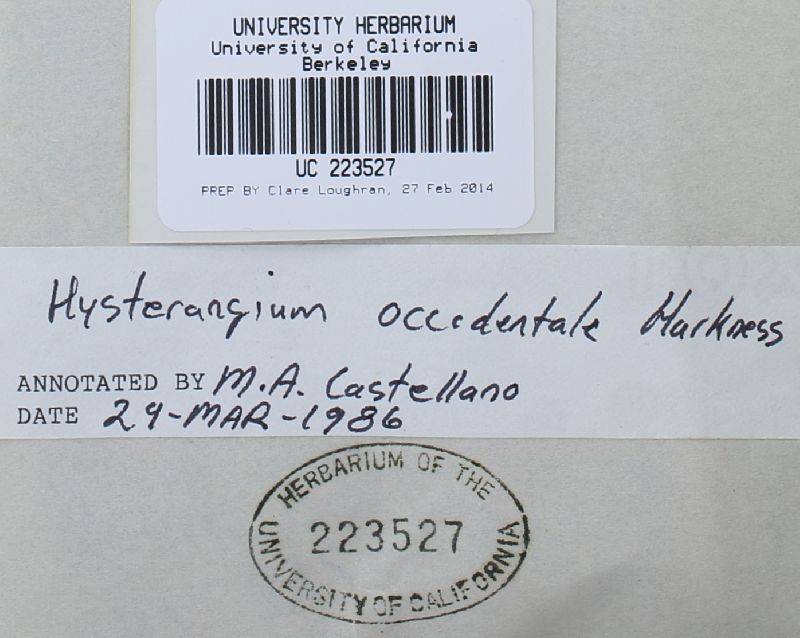 UNIVERSITY HERBARIUM
University of California
Berkeley
UC 223527
PREP BY Clare Loughran, 27 Feb 2014
Hysterangium occidentale Harkness
ANNOTATED BY M.A. Castellano
DATE 24-MAR-1986
HERBARIUM OF THE
223527
UNIVERSITY OF CALIFORNIA